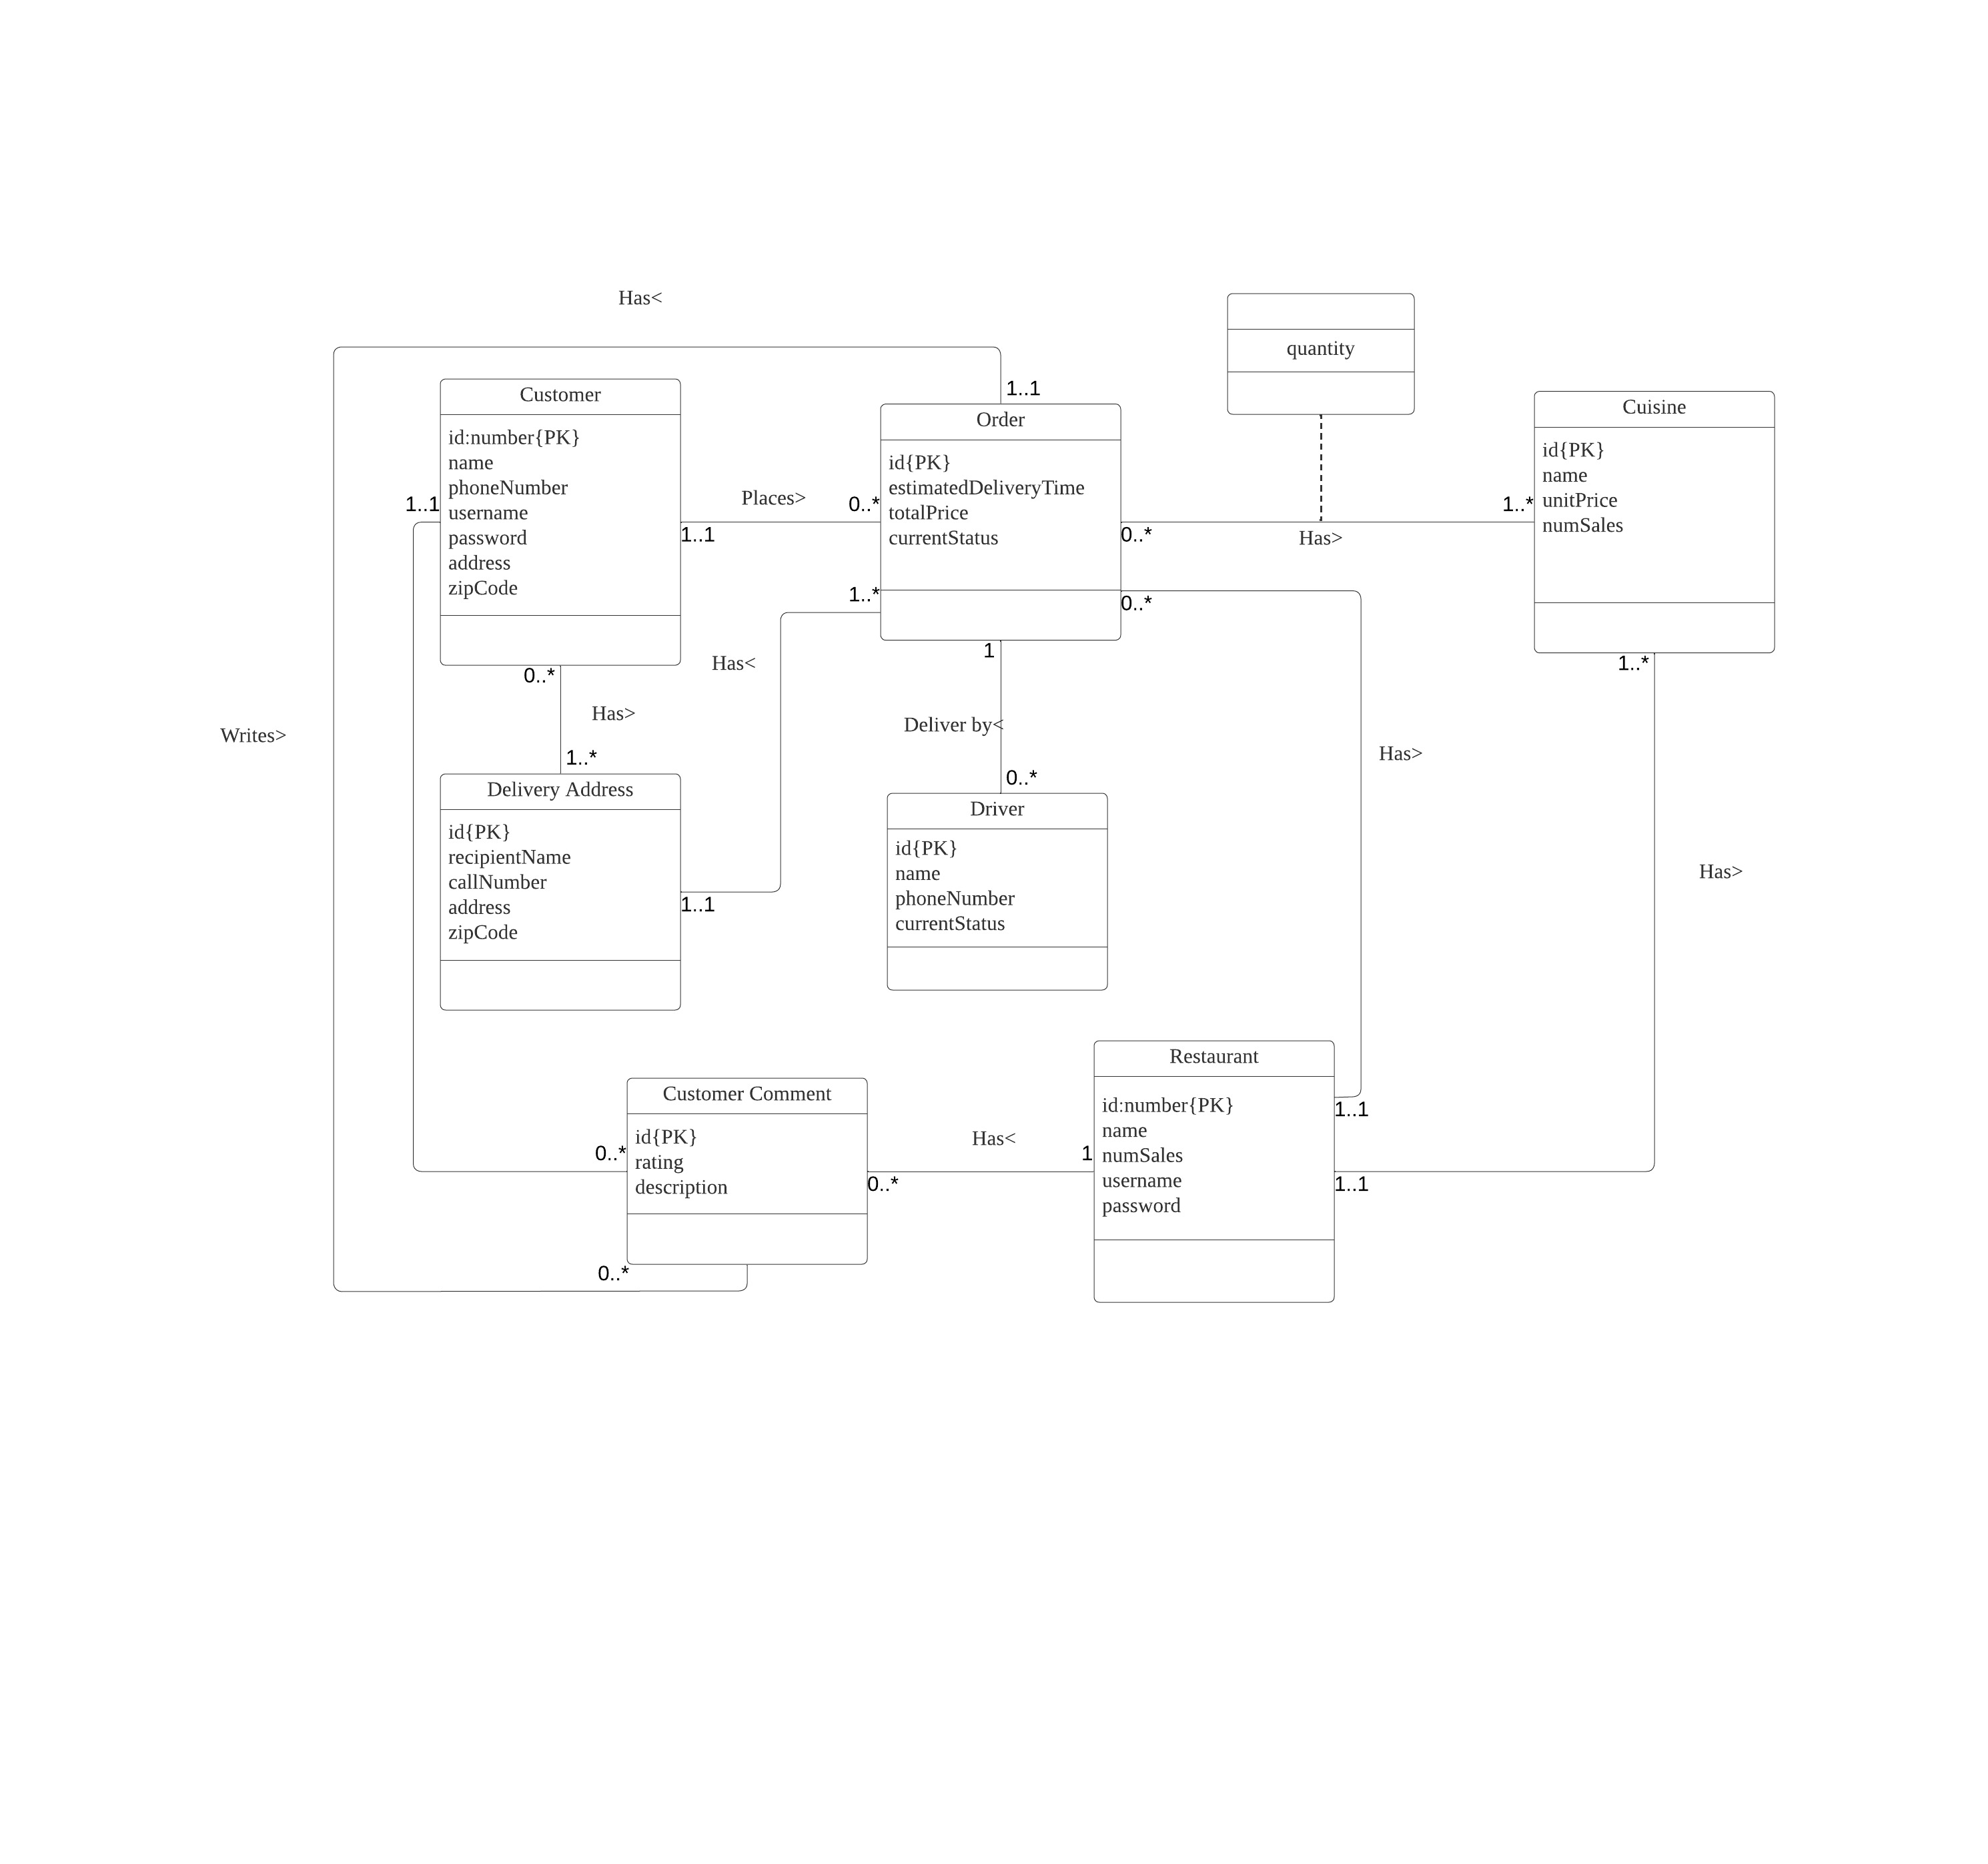 Has<
quantity
Customer
id:number{PK}
name
phoneNumber
username
password
address
zipCode
1..1
Order
id{PK}
estimatedDeliveryTime
totalPrice
currentStatus
Cuisine
id{PK}
name
unitPrice
numSales
1..1
Places>
0..*
1..1
0..*
Has>
1..*
1..*
0..*
0..*
Has<
1
1..*
Has>
Writes>
Deliver by<
Has>
1..*
0..*
Delivery Address
id{PK}
recipientName
callNumber
address
zipCode
1..1
Driver
id{PK}
name
phoneNumber
currentStatus
Has>
Customer Comment
id{PK}
rating
description
0..*
0..*
Has<
1
Restaurant
id:number{PK}
name
numSales
username
password
1..1
1..1
0..*